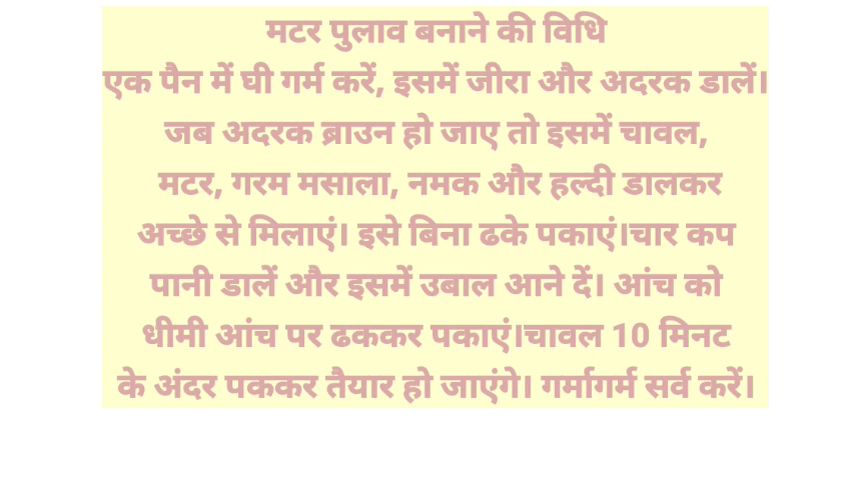 मटर पुलाव बनाने की विधि
एक पैन में घी गर्म करें, इसमें जीरा और अदरक डालें।
जब अदरक ब्राउन हो जाए तो इसमें चावल,
मटर, गरम मसाला, नमक और हल्दी डालकर
अच्छे से मिलाएं। इसे बिना ढके पकाएं।चार कप
पानी डालें और इसमें उबाल आने दें। आंच को
धीमी आंच पर ढककर पकाएं।चावल 10 मिनट
के अंदर पककर तैयार हो जाएंगे। गर्मागर्म सर्व करें।